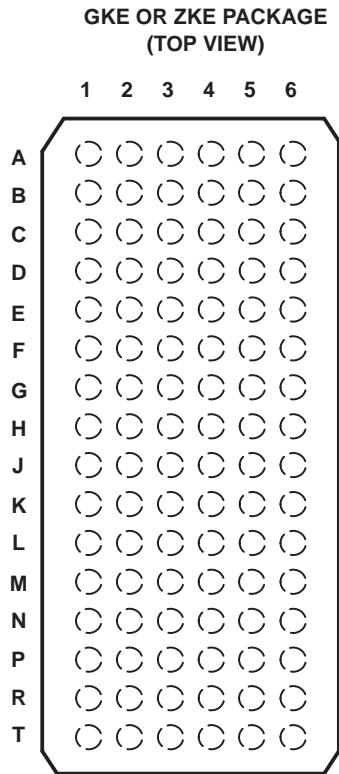 GKE OR ZKE PACKAGE
(TOP VIEW)
1 2 3 4 5 6
A
B
C
D
E
F
G
H
J
K
L
M
N
P
R
T